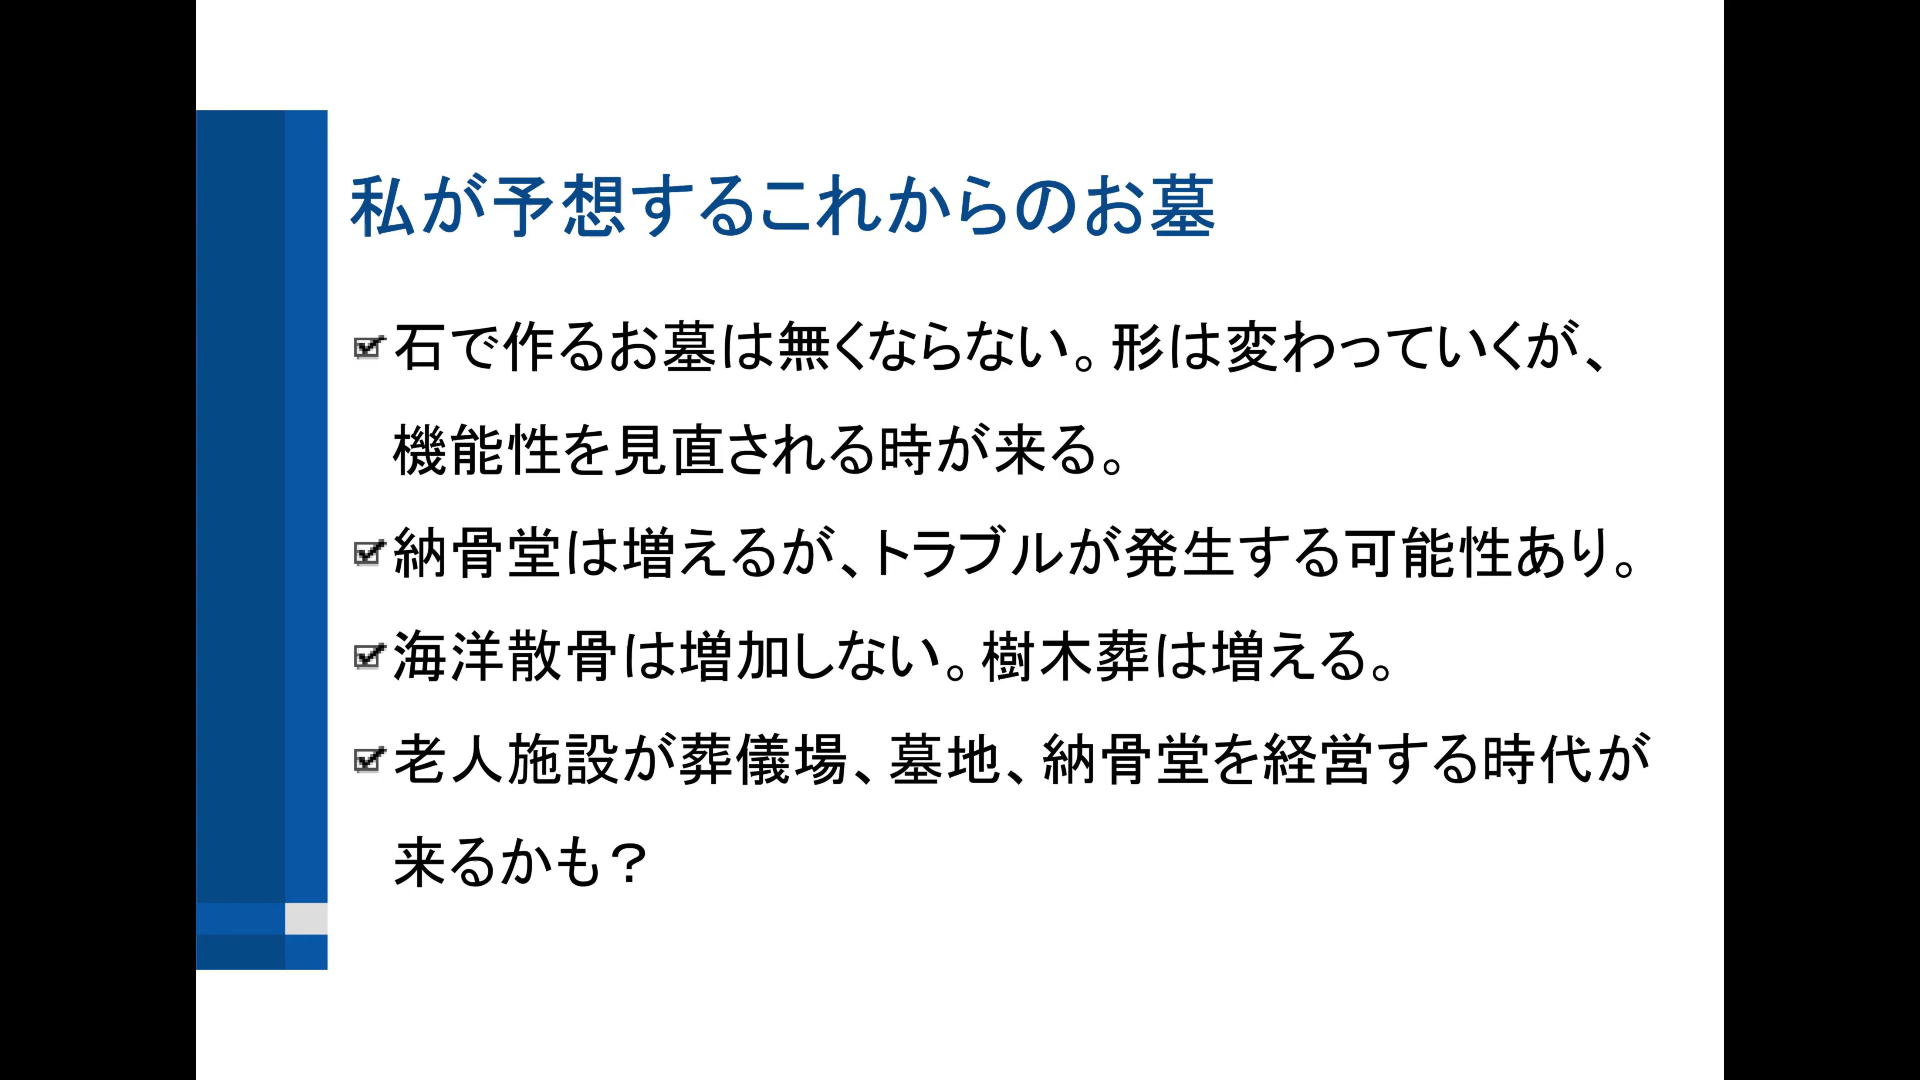 私が予想するこれからのお墓
石で作るお墓は無くならない。形は変わっていくが、
機能性を見直される時が来る。
納骨堂は増えるが、トラブルが発生する可能性あり。
海洋散骨は増加しない。樹木葬は増える。
老人施設が葬儀場、墓地、納骨堂を経営する時代が
来るかも？